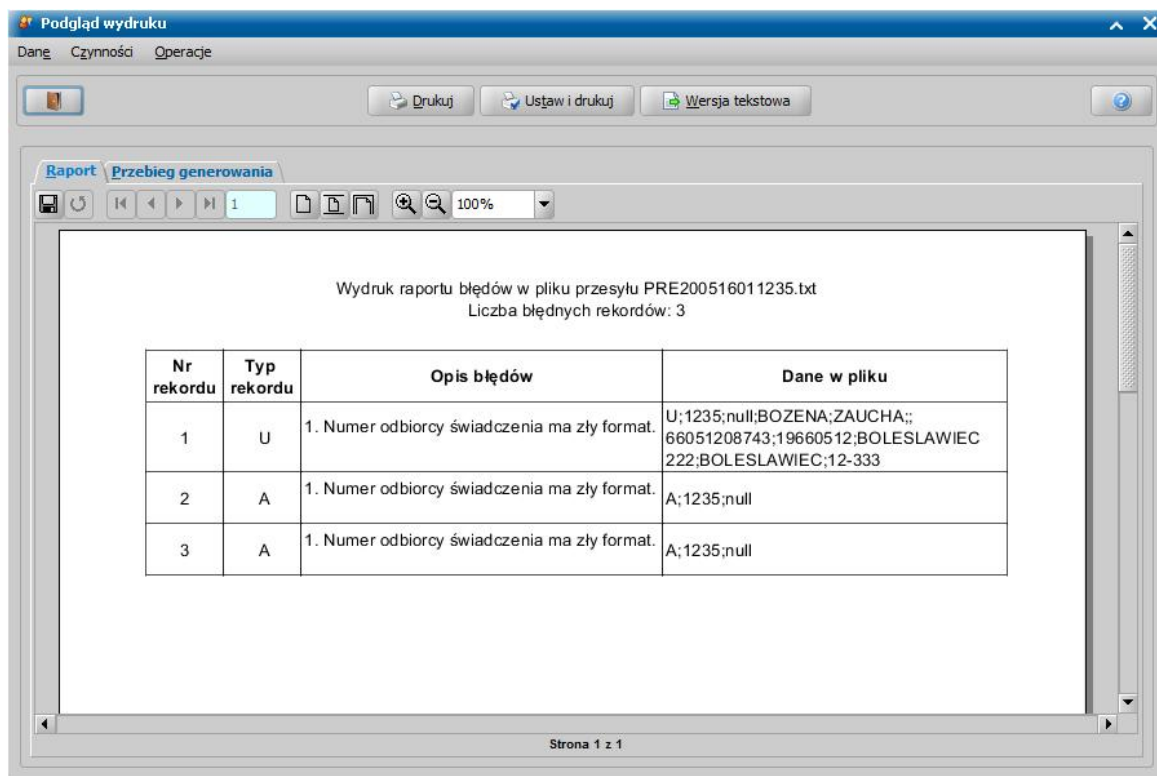 Podgląd wydruku
Dane Czynności Operacje
Drukuj Ustaw i drukuj Wersja tekstowa
Raport Przebieg generowania
1 100%
Wydruk raportu błędów w pliku przesyłu PRE200516011235.txt
Liczba błędnych rekordów: 3
Nr rekordu Typ rekordu Opis błędów Dane w pliku
1 U 1. Numer odbiorcy świadczenia ma zły format. U;1235;null;BOZENA;ZAUCHA;;
66051208743;19660512;BOLESLAWIEC
222;BOLESLAWIEC;12-333
2 A 1. Numer odbiorcy świadczenia ma zły format. A;1235;null
3 A 1. Numer odbiorcy świadczenia ma zły format. A;1235;null
Strona 1 z 1